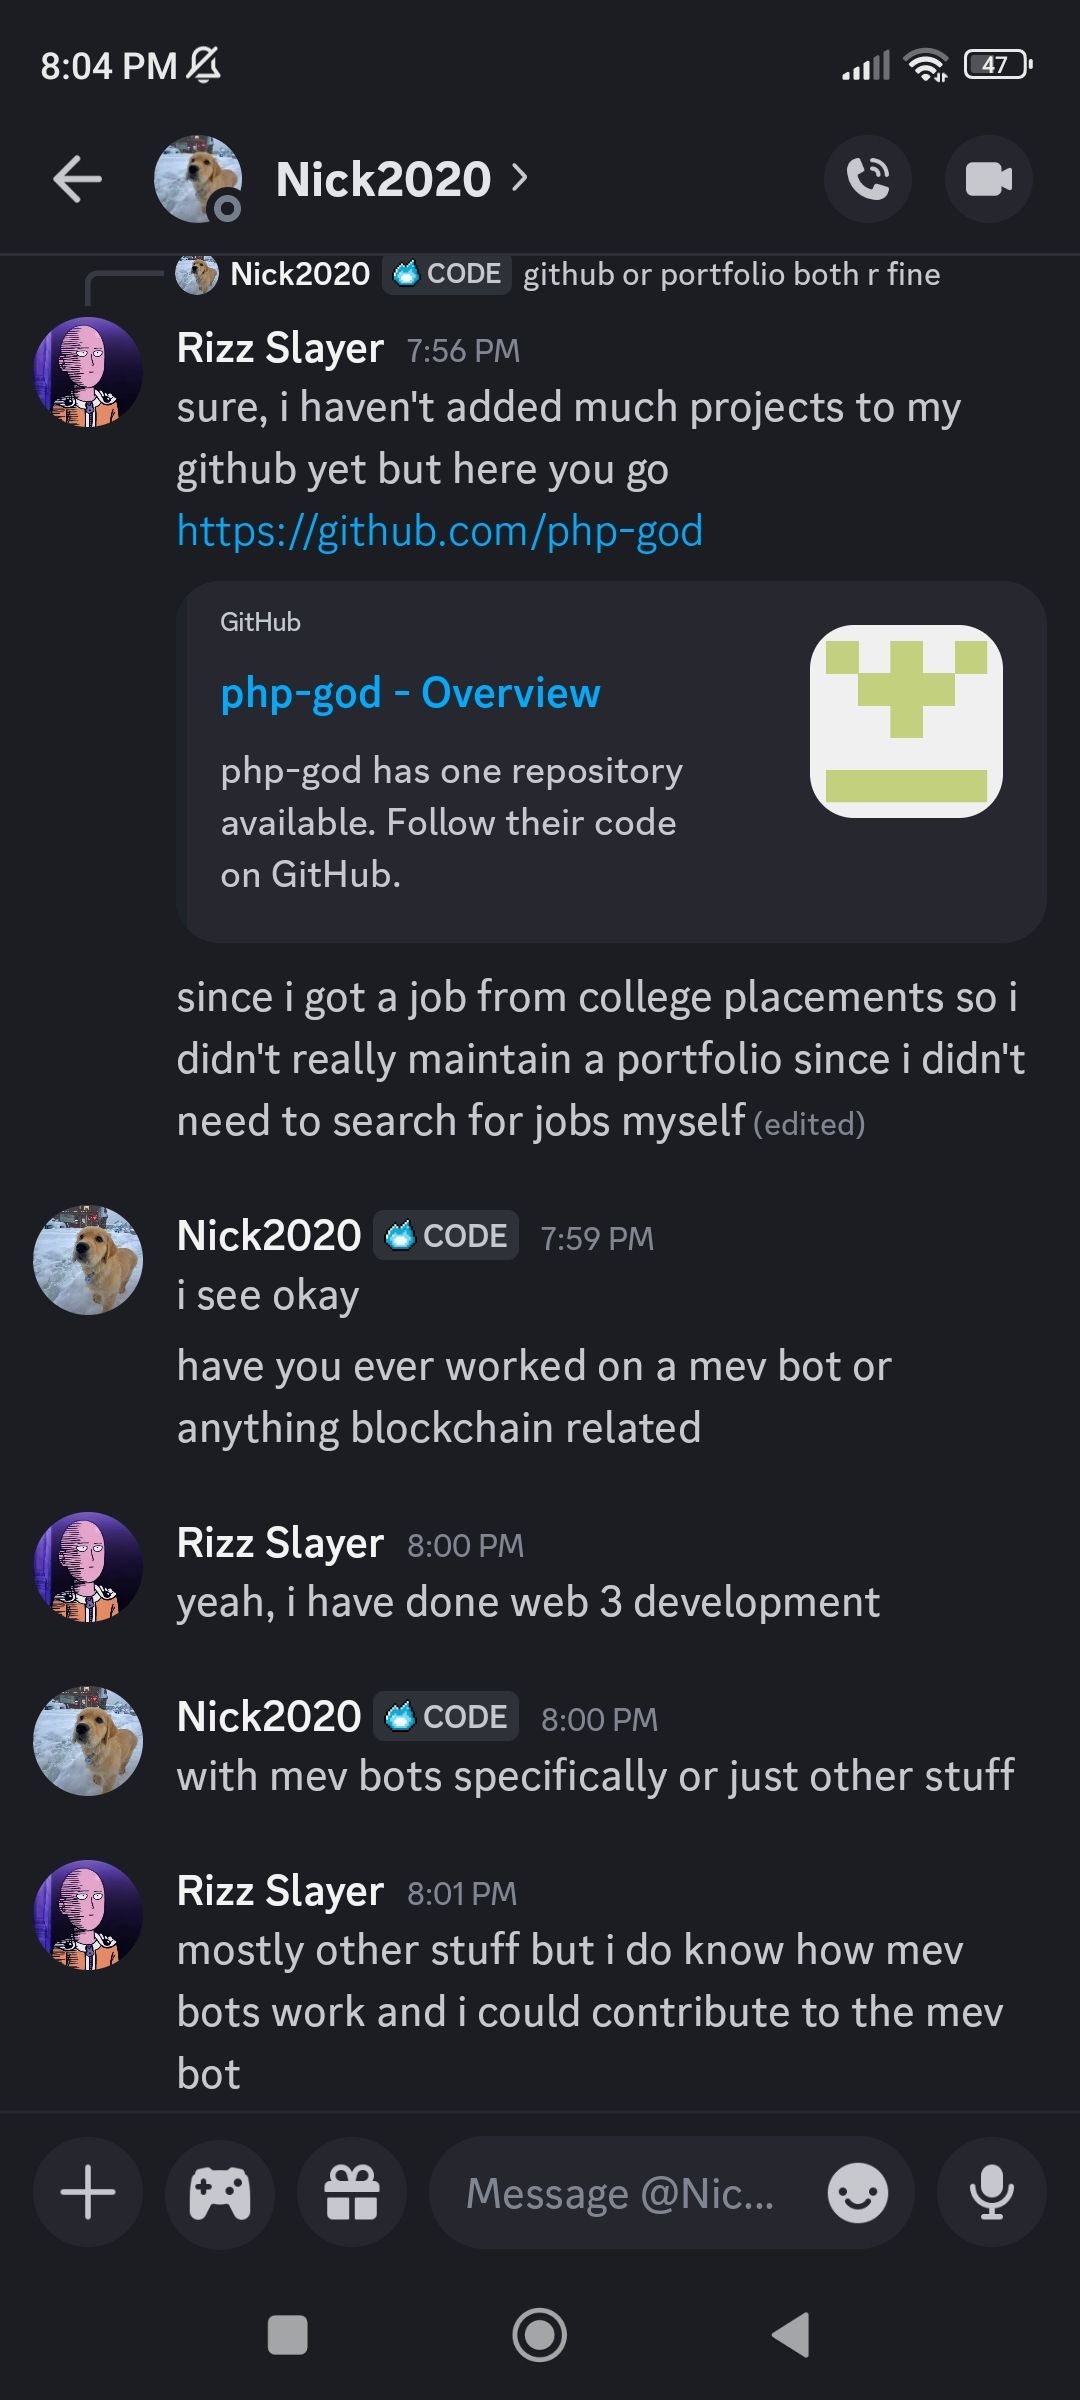 8:04 PM
47
Nick2020
Nick2020 CODE github or portfolio both r fine
Rizz Slayer 7:56 PM
sure, i haven't added much projects to my
github yet but here you go
https://github.com/php-god
GitHub
php-god - Overview
php-god has one repository
available. Follow their code
on GitHub.
since i got a job from college placements so i
didn't really maintain a portfolio since i didn't
need to search for jobs myself (edited)
Nick2020 CODE 7:59 PM
i see okay
have you ever worked on a mev bot or
anything blockchain related
Rizz Slayer 8:00 PM
yeah, i have done web 3 development
Nick2020 CODE 8:00 PM
with mev bots specifically or just other stuff
Rizz Slayer 8:01 PM
mostly other stuff but i do know how mev
bots work and i could contribute to the mev
bot
Message @Nic...